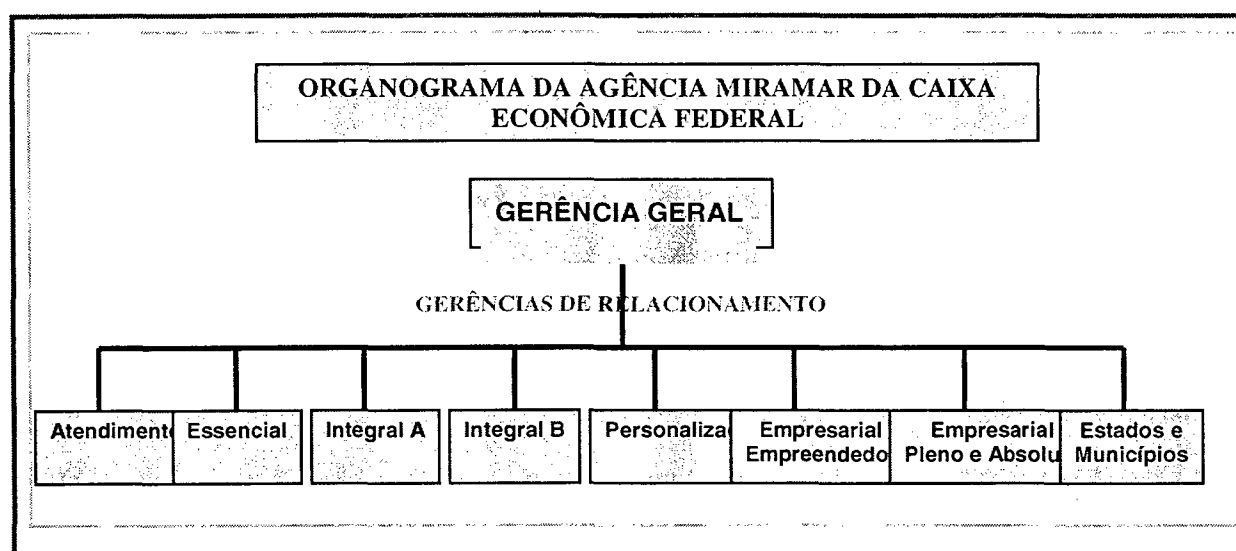 ORGANOGRAMA DA AGÊNCIA MIRAMAR DA CAIXA
ECONÔMICA FEDERAL
GERÊNCIA GERAL
GERÊNCIAS DE RELACIONAMENTO
Atendimento
Essencial
Integral A
Integral B
Personaliza
Empresarial
Empreendedo
Empresarial
Pleno e Absolu
Estados e
Municípios